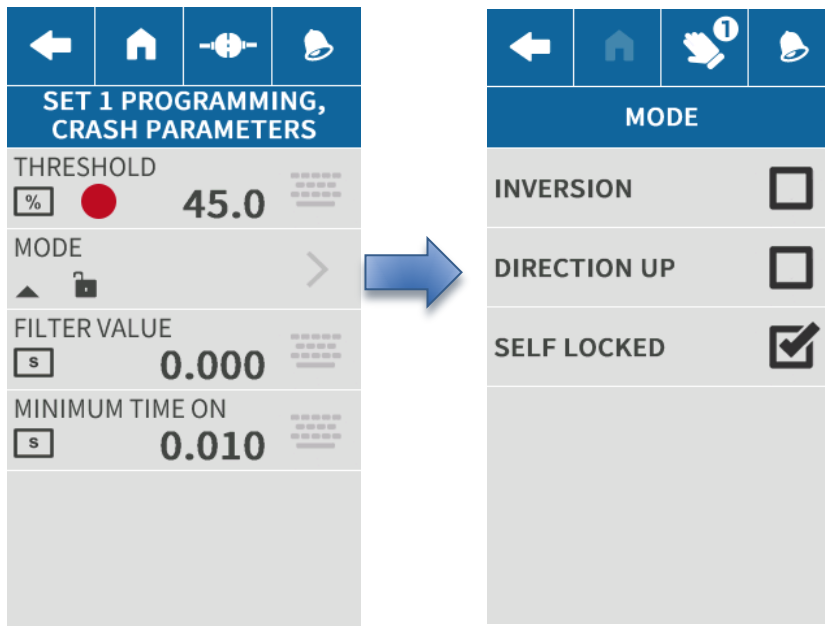 SET 1 PROGRAMMING,
CRASH PARAMETERS
THRESHOLD
% 45.0
MODE
FILTER VALUE
s 0.000
MINIMUM TIME ON
s 0.010
1
MODE
INVERSION
DIRECTION UP
SELF LOCKED